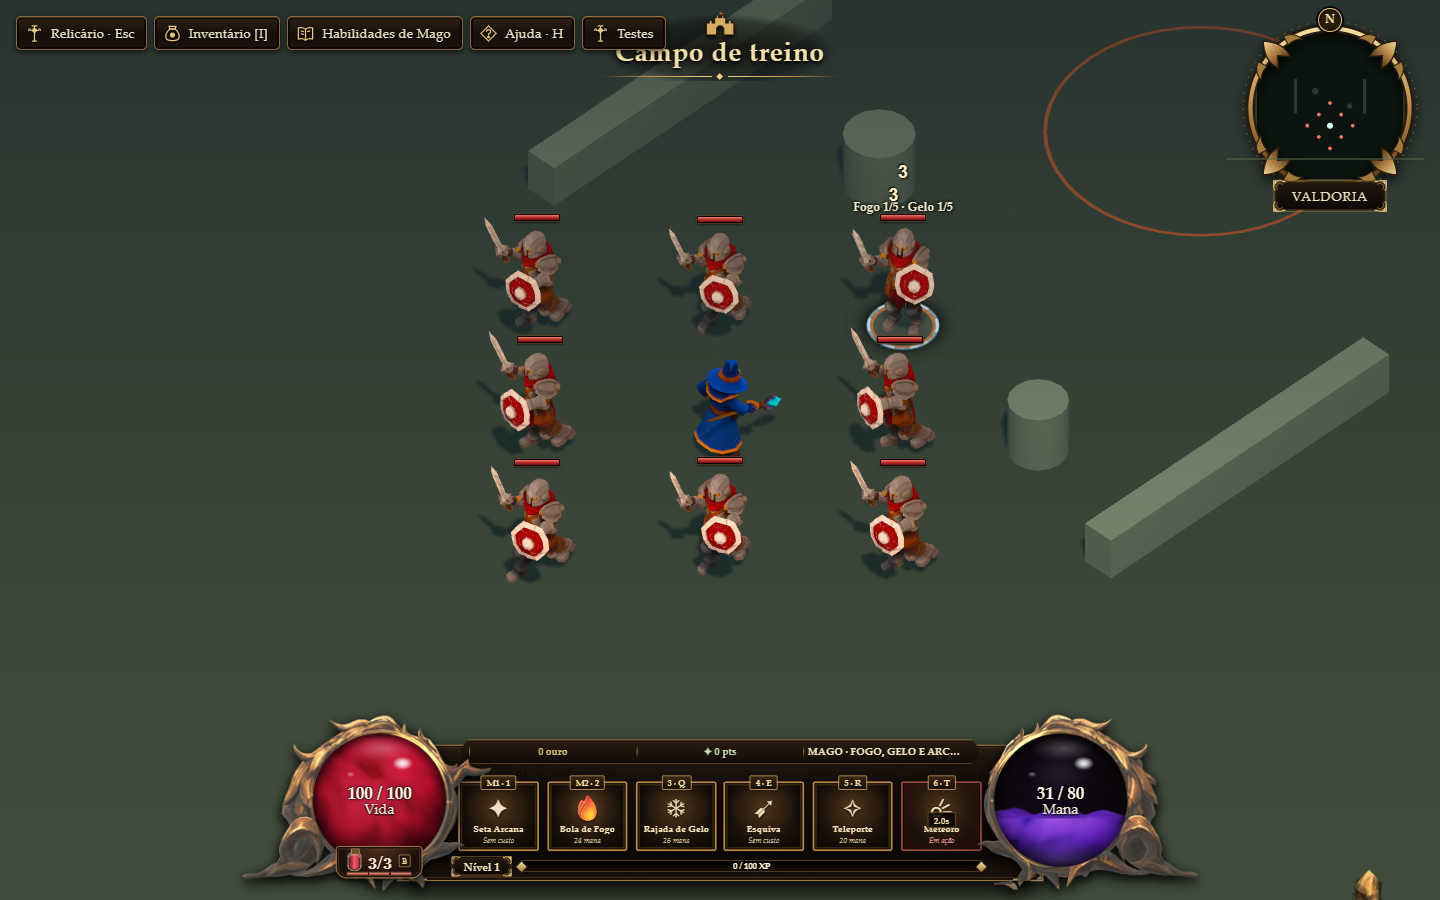 Relicário · Esc
Inventário [I]
Habilidades de Mago
Ajuda · H
Testes
Campo de treino
N
VALDORIA
3
3
Fogo 1/5 · Gelo 1/5
0 ouro
0 pts
MAGO · FOGO, GELO E ARC...
M1 · 1
Seta Arcana
Sem custo
M2 · 2
Bola de Fogo
24 mana
3 · Q
Rajada de Gelo
26 mana
4 · E
Esquiva
Sem custo
5 · R
Teleporte
20 mana
6 · T
2.0s
Meteoro
Em ação
100 / 100
Vida
3/3
B
31 / 80
Mana
Nível 1
0 / 100 XP